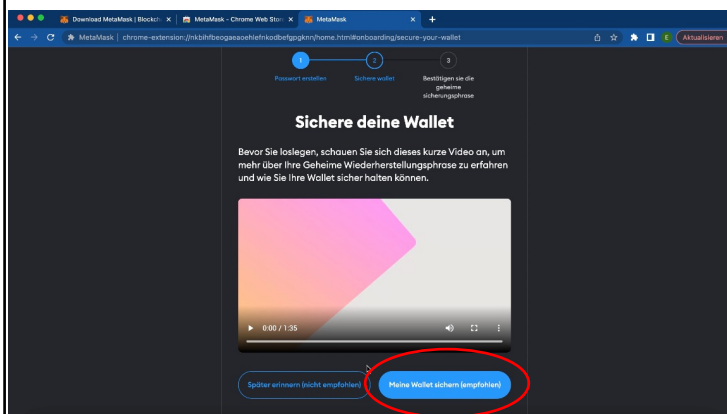 Download MetaMask | Blockch
MetaMask – Chrome Web Stor
MetaMask
MetaMask | chrome-extension://nkbihfbeogaeaoehlefnkodbefgpgknn/home.html#onboarding/secure-your-wallet
E
Aktualisieren
1
2
3
Passwort erstellen
Sichere wallet
Bestätigen sie die
geheime
sicherungsphrase
Sichere deine Wallet
Bevor Sie loslegen, schauen Sie sich dieses kurze Video an, um
mehr über Ihre Geheime Wiederherstellungsphrase zu erfahren
und wie Sie Ihre Wallet sicher halten können.
0:00 / 1:35
Später erinnern (nicht empfohlen)
Meine Wallet sichern (empfohlen)